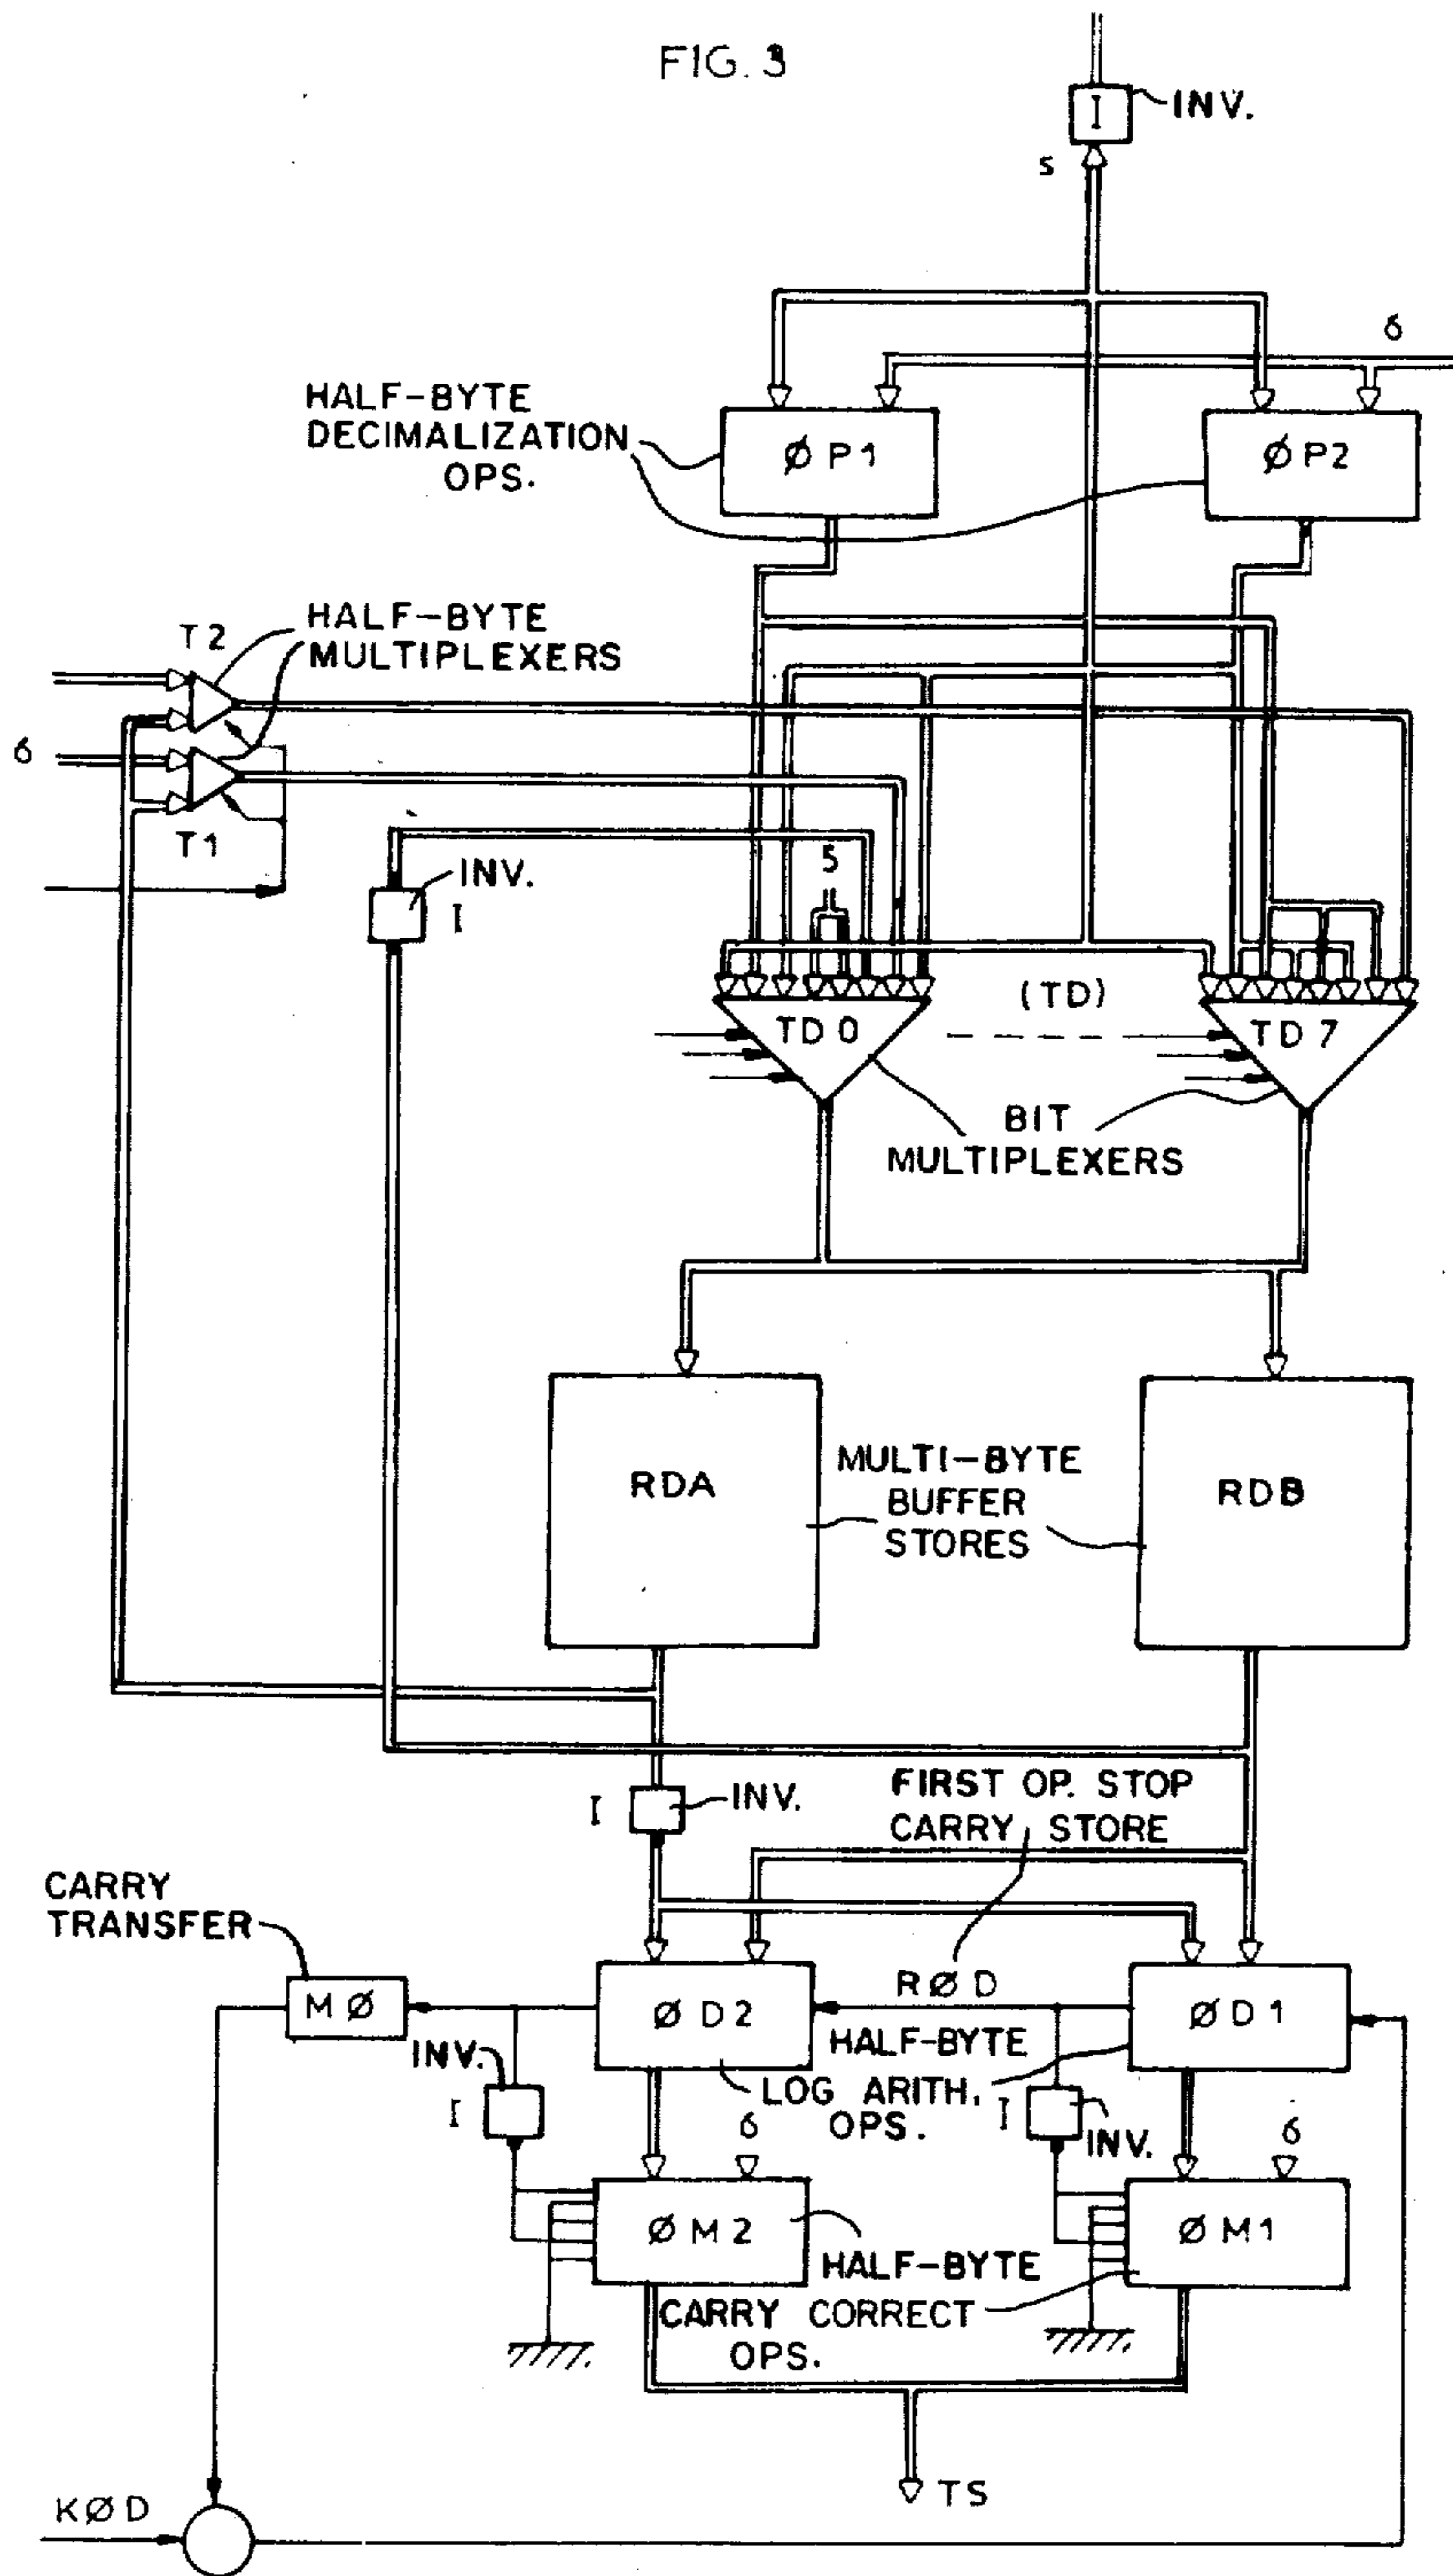 FIG. 3
I
INV.
S
6
HALF-BYTE
DECIMALIZATION
OPS.
Ø P1
Ø P2
HALF-BYTE
MULTIPLEXERS
T2
6
T1
INV.
I
5
(TD)
TD 0
TD 7
BIT
MULTIPLEXERS
RDA
MULTI-BYTE
BUFFER
STORES
RDB
I
INV.
FIRST OP. STOP
CARRY STORE
CARRY
TRANSFER
MØ
ØD2
RØD
ØD1
INV.
HALF-BYTE
LOG ARITH.
OPS.
I
I
INV.
6
6
ØM2
ØM1
HALF-BYTE
CARRY CORRECT
OPS.
TS
KØD